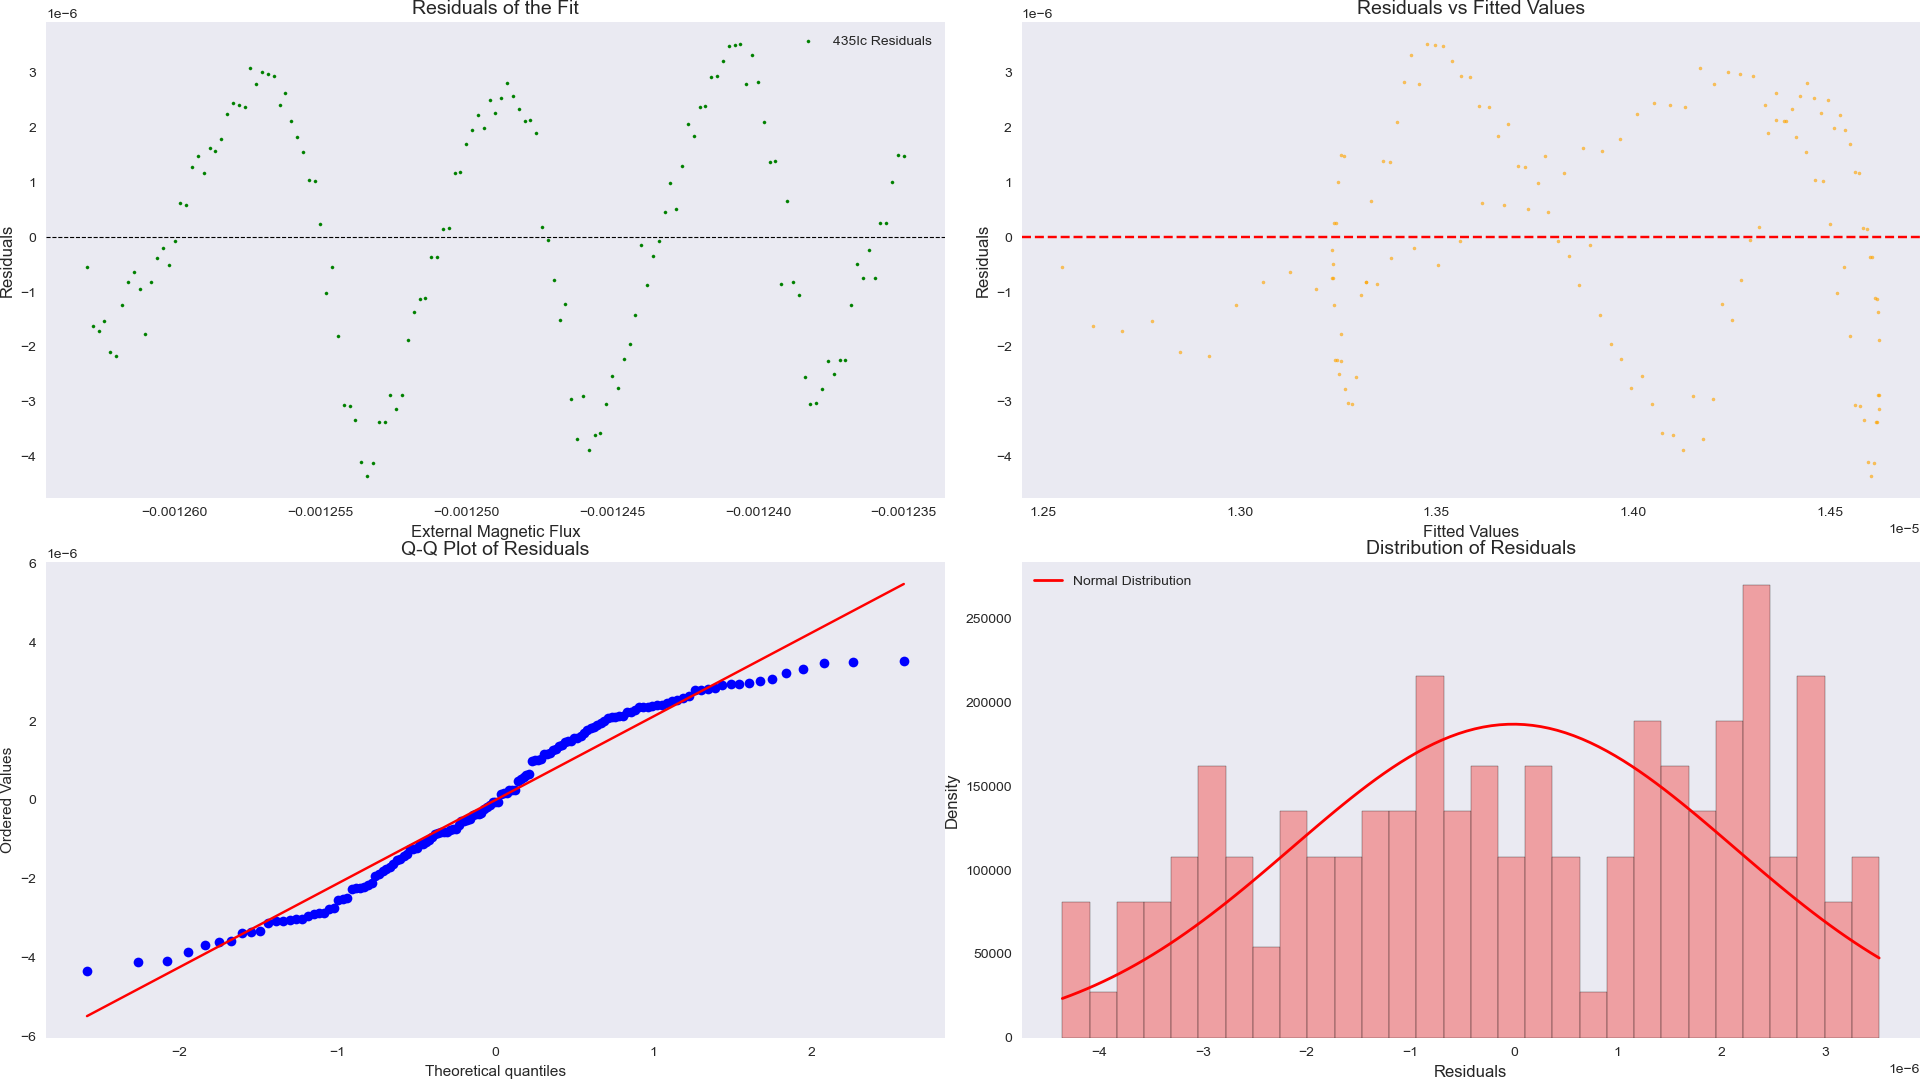 Residuals of the Fit
1e−6
435Ic Residuals
3
2
1
0
−1
−2
−3
−4
Residuals
−0.001260
−0.001255
−0.001250
−0.001245
−0.001240
−0.001235
External Magnetic Flux
Residuals vs Fitted Values
1e−6
3
2
1
0
−1
−2
−3
−4
Residuals
1.25
1.30
1.35
1.40
1.45
1e−5
Fitted Values
Q-Q Plot of Residuals
1e−6
6
4
2
0
−2
−4
−6
Ordered Values
−2
−1
0
1
2
Theoretical quantiles
Distribution of Residuals
Normal Distribution
250000
200000
150000
100000
50000
0
Density
−4
−3
−2
−1
0
1
2
3
1e−6
Residuals